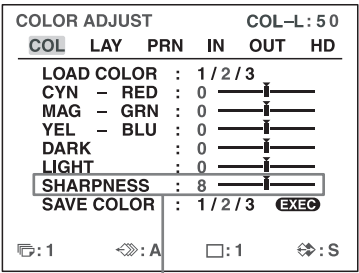 COLOR ADJUST COL–L:50
COL LAY PRN IN OUT HD
LOAD COLOR : 1/2/3
CYN – RED : 0
MAG – GRN : 0
YEL – BLU : 0
DARK : 0
LIGHT : 0
SHARPNESS : 8
SAVE COLOR : 1/2/3 EXEC
:1 :A :1 :S